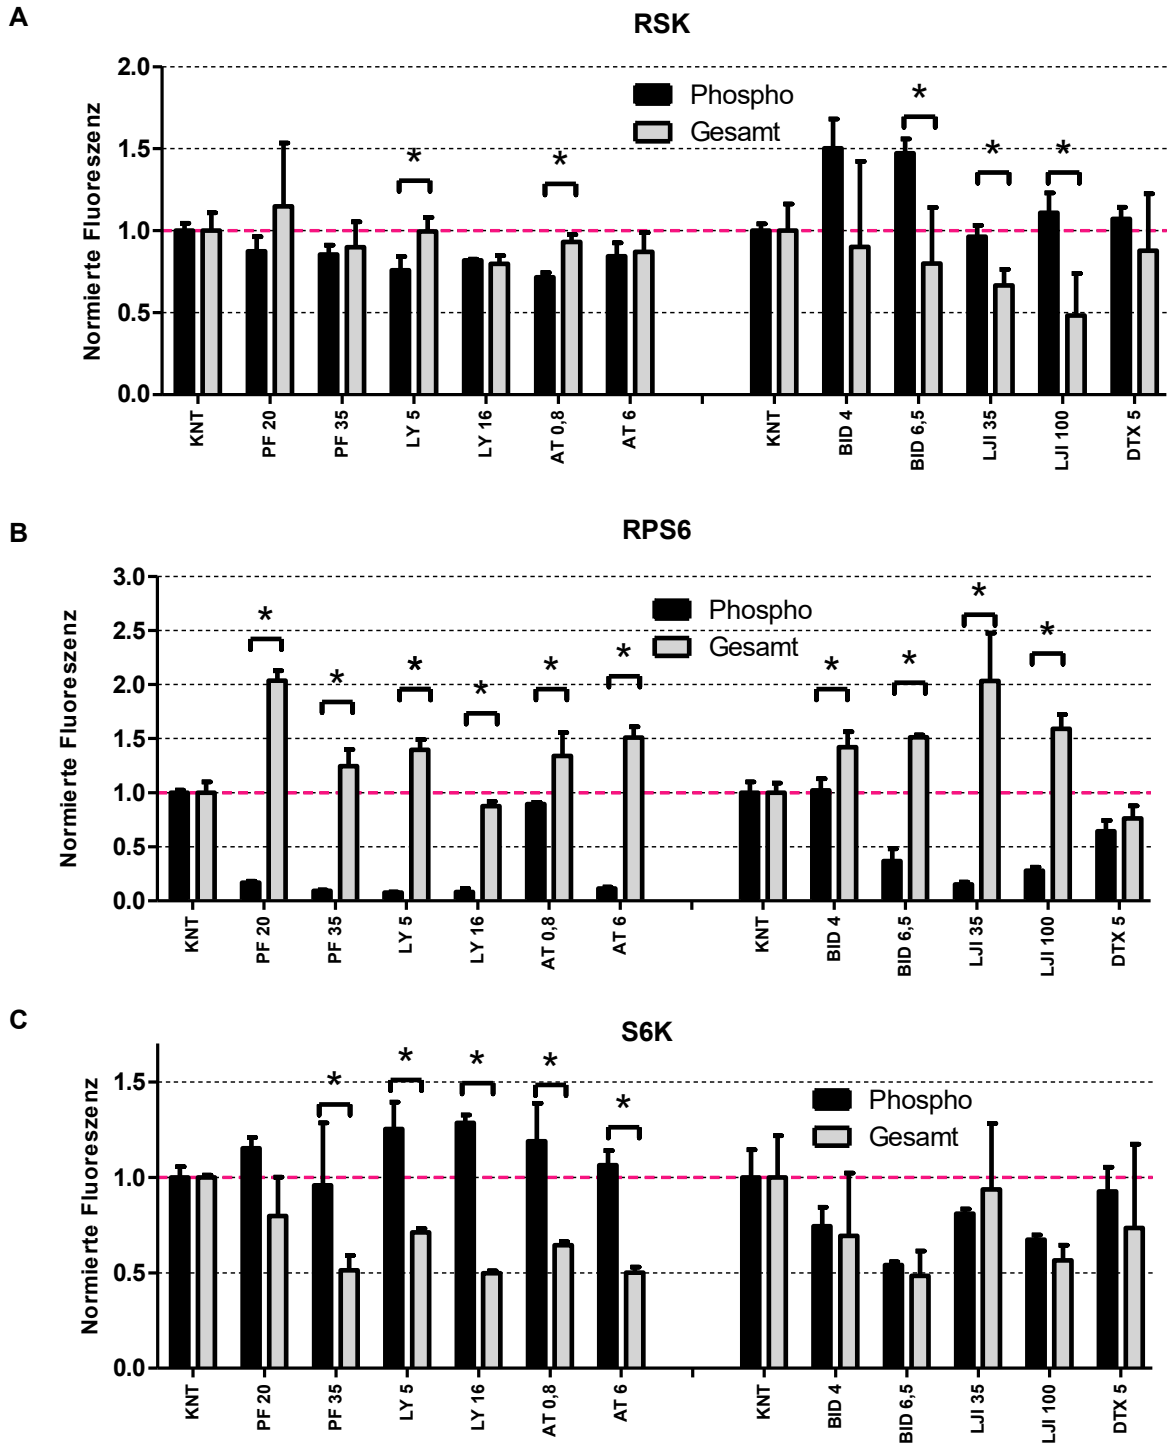 A
RSK
Normierte Fluoreszenz
2.0
1.5
1.0
0.5
0.0
Phospho
Gesamt
* * * * *
KNT PF 20 PF 35 LY 5 LY 16 AT 0,8 AT 6 KNT BID 4 BID 6,5 LJI 35 LJI 100 DTX 5
B
RPS6
Normierte Fluoreszenz
3.0
2.5
2.0
1.5
1.0
0.5
0.0
Phospho
Gesamt
* * * * * * * * * *
KNT PF 20 PF 35 LY 5 LY 16 AT 0,8 AT 6 KNT BID 4 BID 6,5 LJI 35 LJI 100 DTX 5
C
S6K
Normierte Fluoreszenz
1.5
1.0
0.5
0.0
Phospho
Gesamt
* * * * *
KNT PF 20 PF 35 LY 5 LY 16 AT 0,8 AT 6 KNT BID 4 BID 6,5 LJI 35 LJI 100 DTX 5